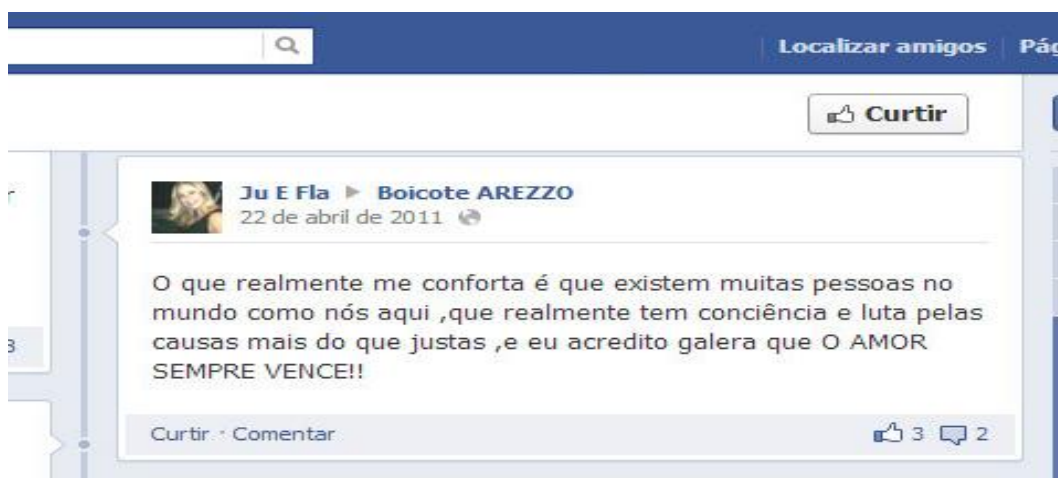 Localizar amigos
Curtir
Ju E Fla ▶ Boicote AREZZO
22 de abril de 2011
O que realmente me conforta é que existem muitas pessoas no
mundo como nós aqui ,que realmente tem conciência e luta pelas
causas mais do que justas ,e eu acredito galera que O AMOR
SEMPRE VENCE!!
Curtir · Comentar 3 2